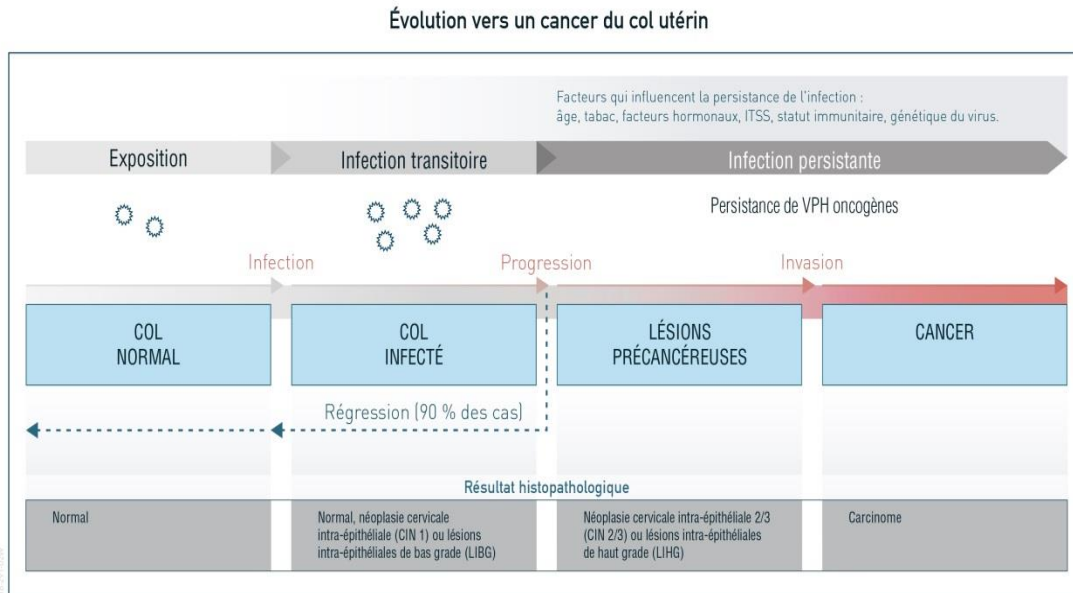 Évolution vers un cancer du col utérin
Facteurs qui influencent la persistance de l'infection :
âge, tabac, facteurs hormonaux, ITSS, statut immunitaire, génétique du virus.
Exposition
Infection transitoire
Infection persistante
Persistance de VPH oncogènes
Infection
Progression
Invasion
COL
NORMAL
COL
INFECTÉ
LÉSIONS
PRÉCANCÉREUSES
CANCER
Régression (90 % des cas)
Résultat histopathologique
Normal
Normal, néoplasie cervicale
intra-épithéliale (CIN 1) ou lésions
intra-épithéliales de bas grade (LIBG)
Néoplasie cervicale intra-épithéliale 2/3
(CIN 2/3) ou lésions intra-épithéliales
de haut grade (LIHG)
Carcinome